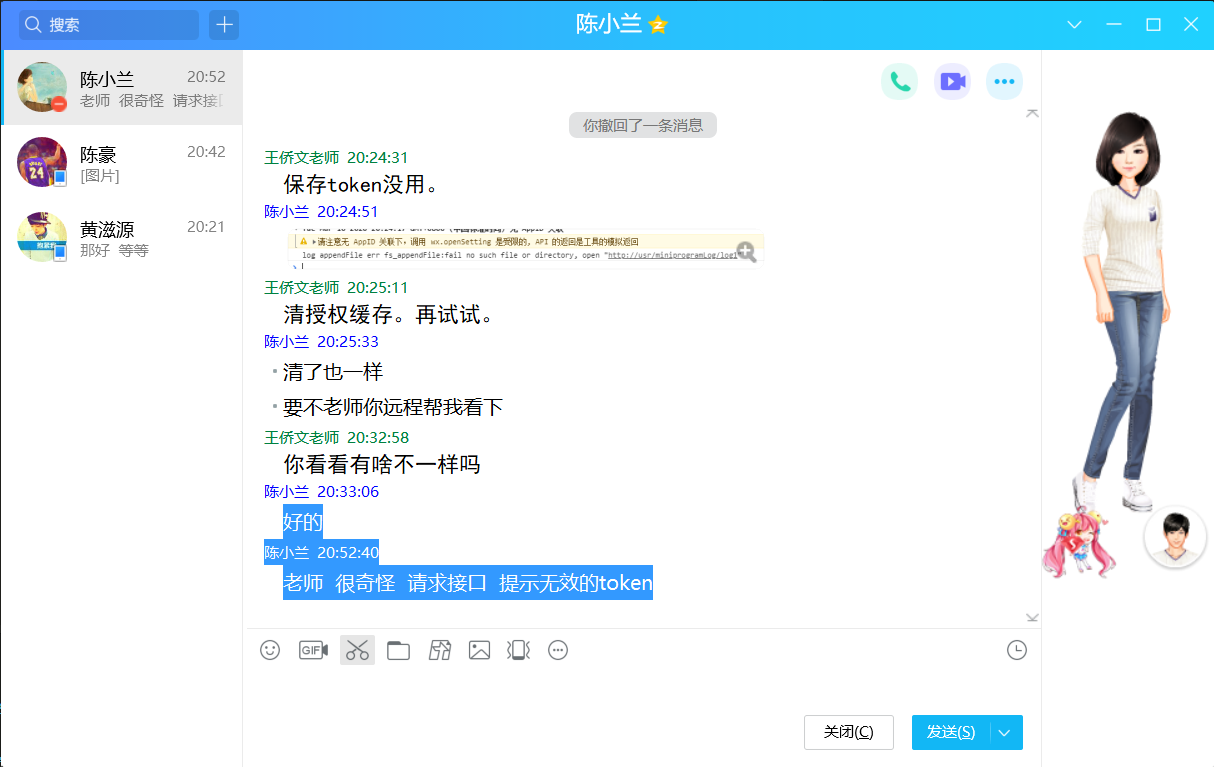 搜索
陈小兰
陈小兰 20:52
老师 很奇怪 请求接
陈豪 20:42
[图片]
黄滋源 20:21
那好 等等
你撤回了一条消息
王侨文老师 20:24:31
保存token没用。
陈小兰 20:24:51
请注意无 AppID 关联下，调用 wx.openSetting 是受限的, API 的返回是工具的模拟返回
log appendFile err fs_appendFile:fail no such file or directory, open "http://usr/miniprogramLog/log1
王侨文老师 20:25:11
清授权缓存。再试试。
陈小兰 20:25:33
清了也一样
要不老师你远程帮我看下
王侨文老师 20:32:58
你看看有啥不一样吗
陈小兰 20:33:06
好的
陈小兰 20:52:40
老师 很奇怪 请求接口 提示无效的token
GIF
关闭(C)
发送(S)